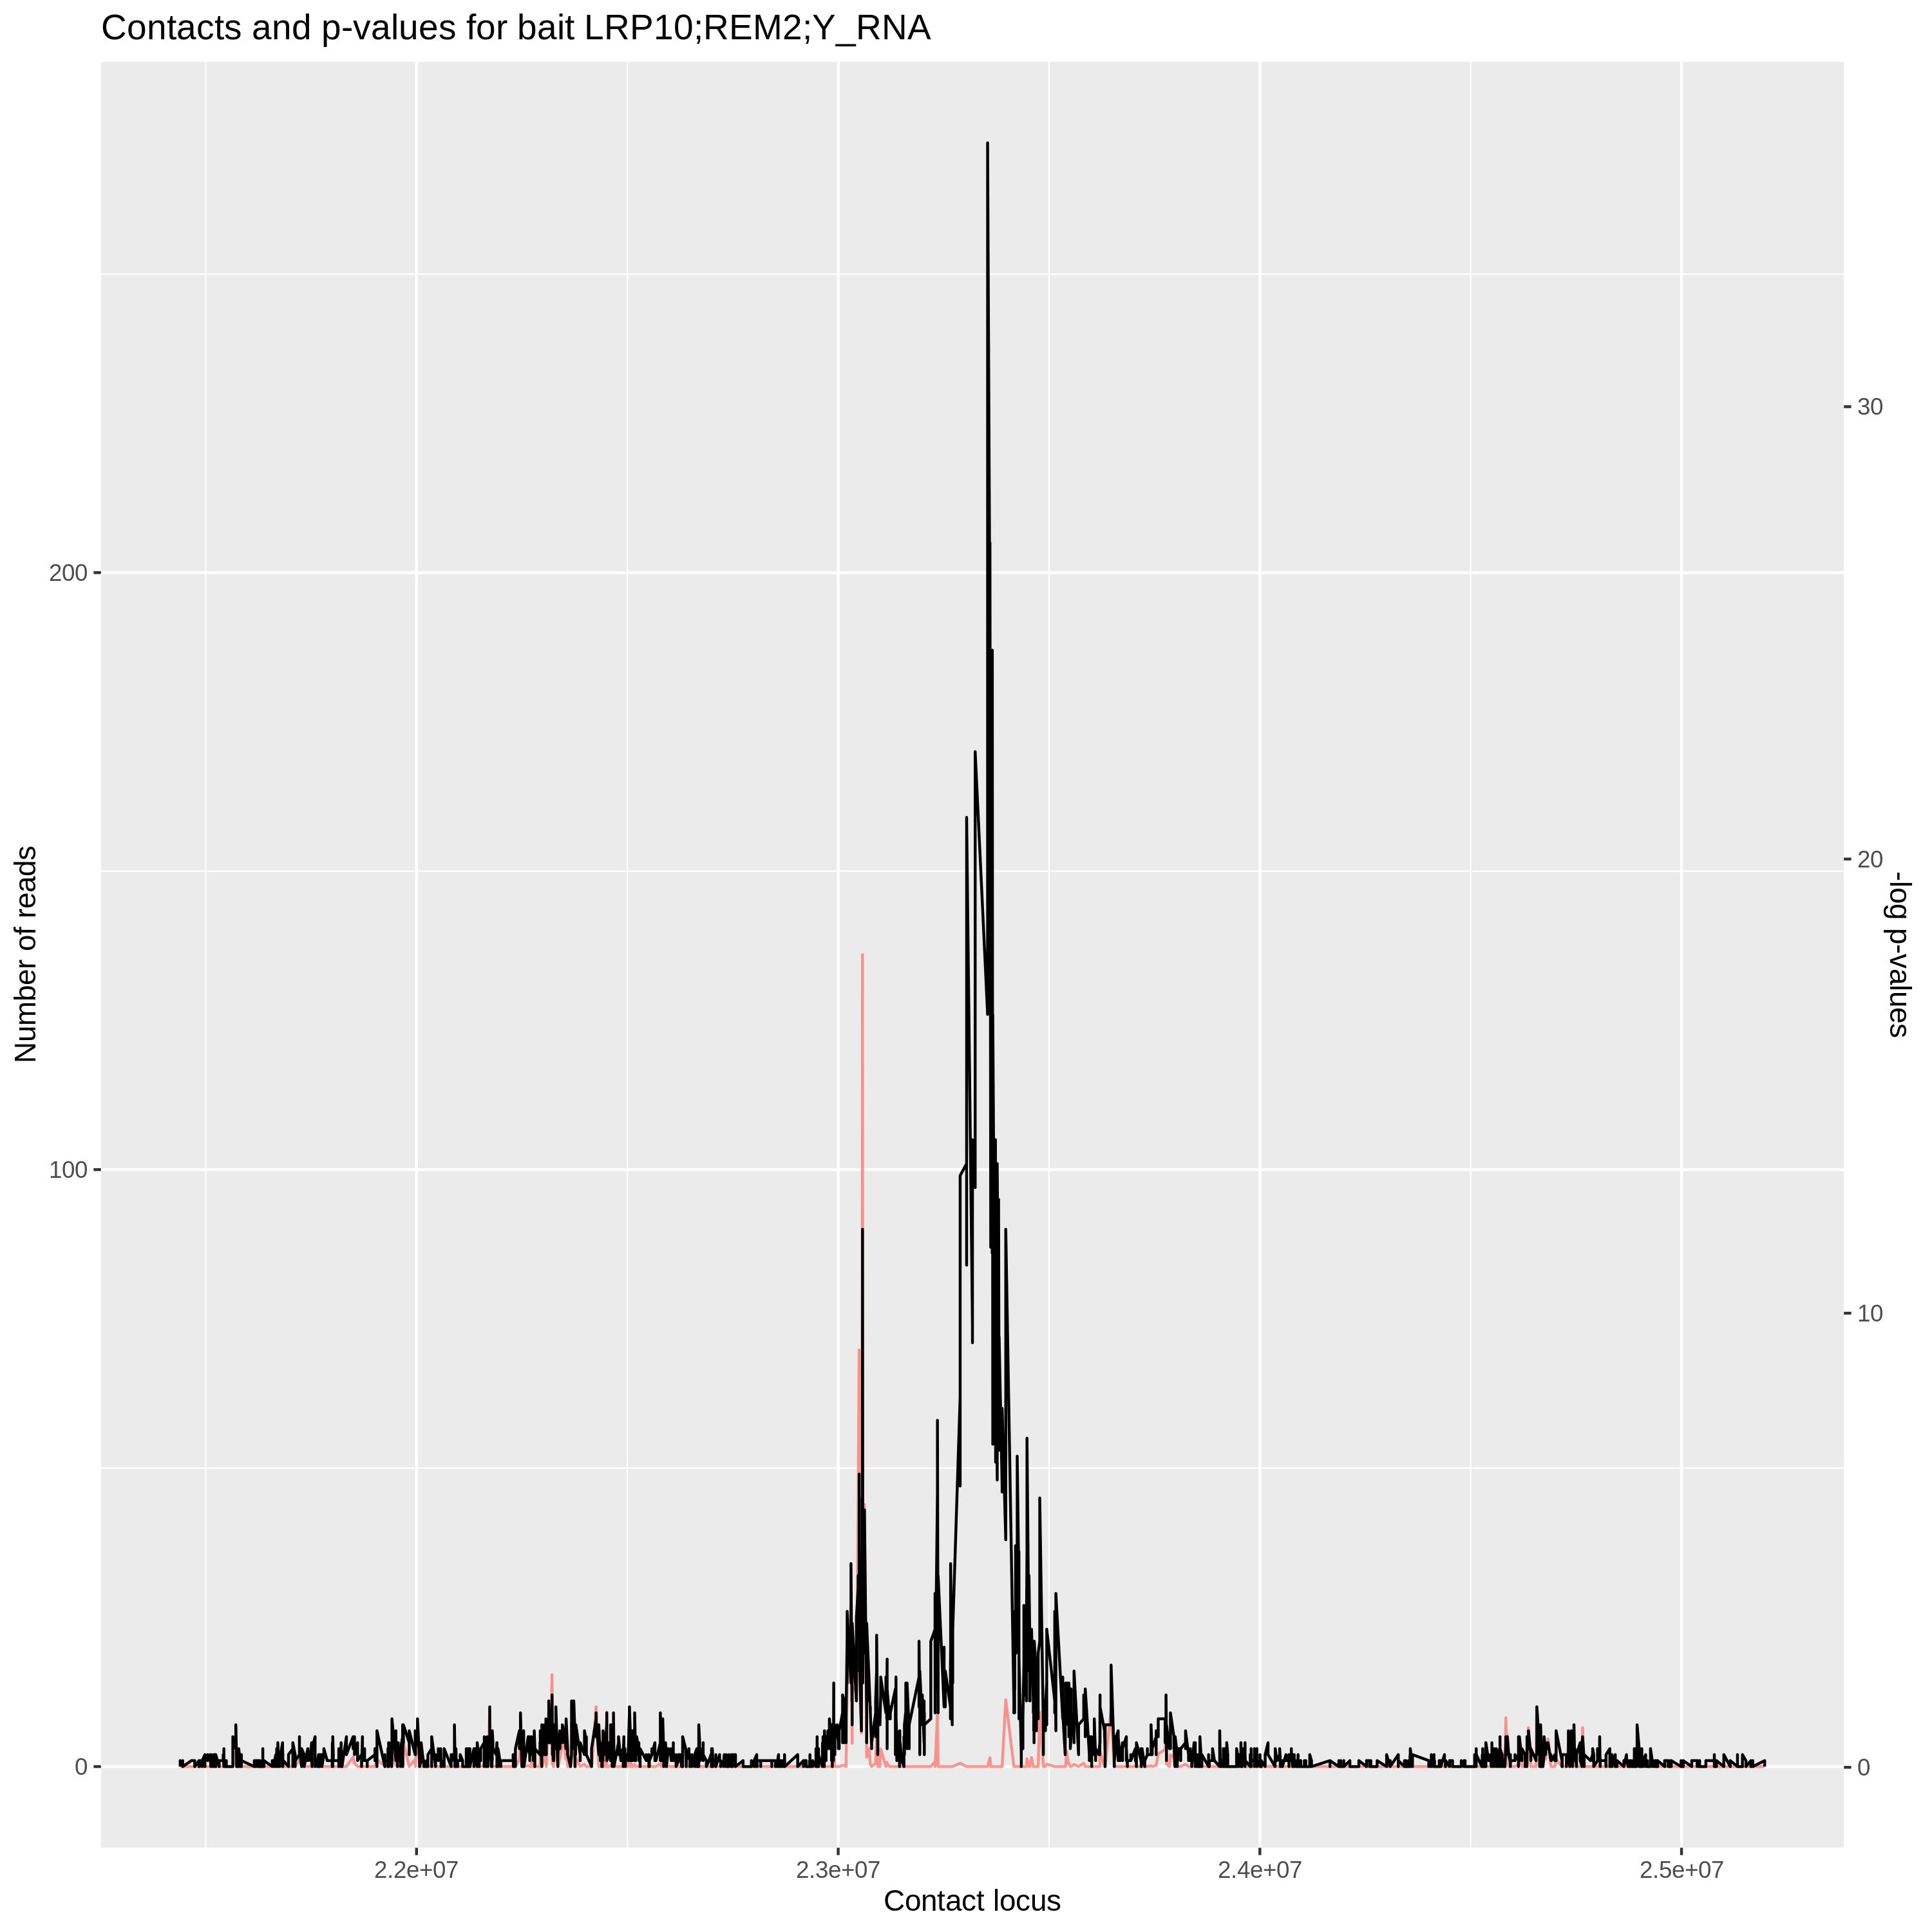 Contacts and p-values for bait LRP10;REM2;Y_RNA
Number of reads
200
100
0
30
20
10
0
-log p-values
2.2e+07
2.3e+07
2.4e+07
2.5e+07
Contact locus